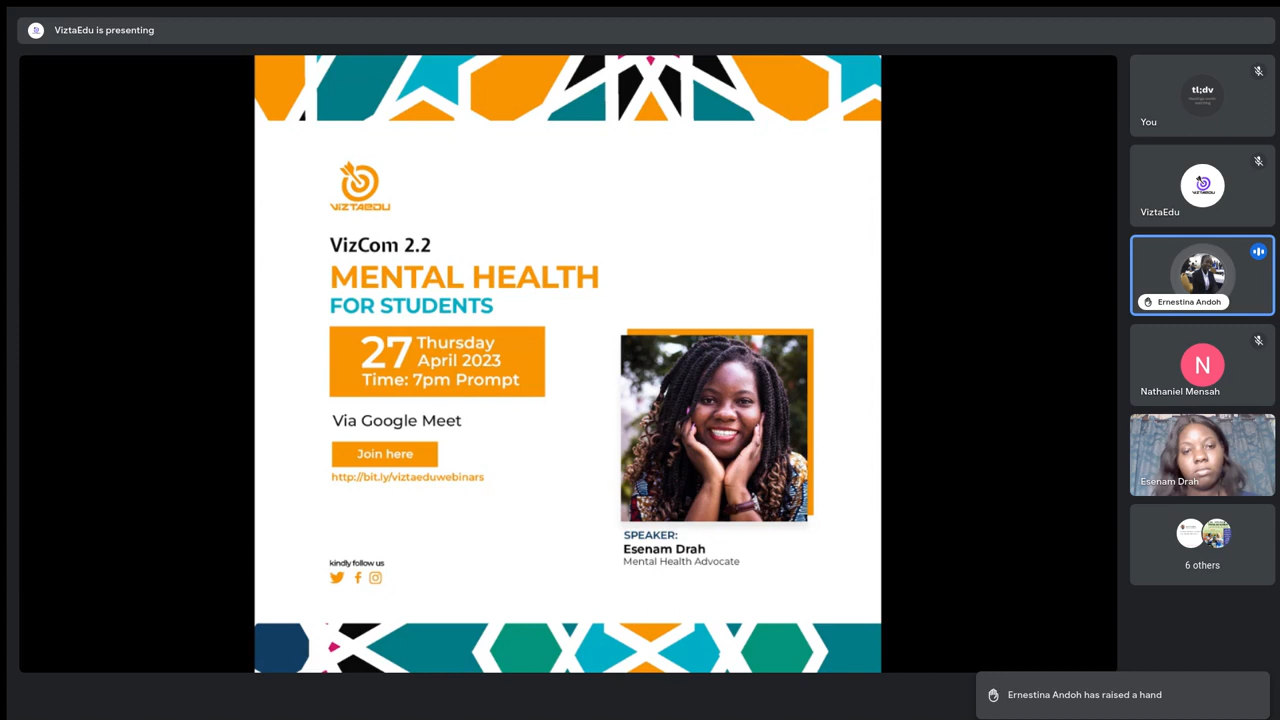 ViztaEdu is presenting
VIZTAEDU
VizCom 2.2
MENTAL HEALTH
FOR STUDENTS
27 Thursday
April 2023
Time: 7pm Prompt
Via Google Meet
Join here
http://bit.ly/viztaeduwebinars
SPEAKER:
Esenam Drah
Mental Health Advocate
kindly follow us
tl;dv
You
ViztaEdu
Ernestina Andoh
N
Nathaniel Mensah
Esenam Drah
6 others
Ernestina Andoh has raised a hand